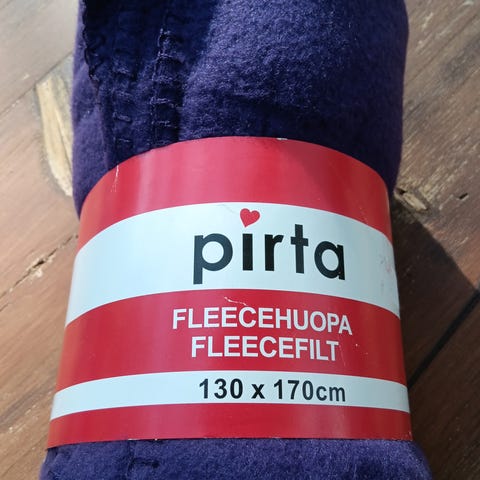 pirta
FLEECEHUOPA
FLEECEFILT
130 x 170cm